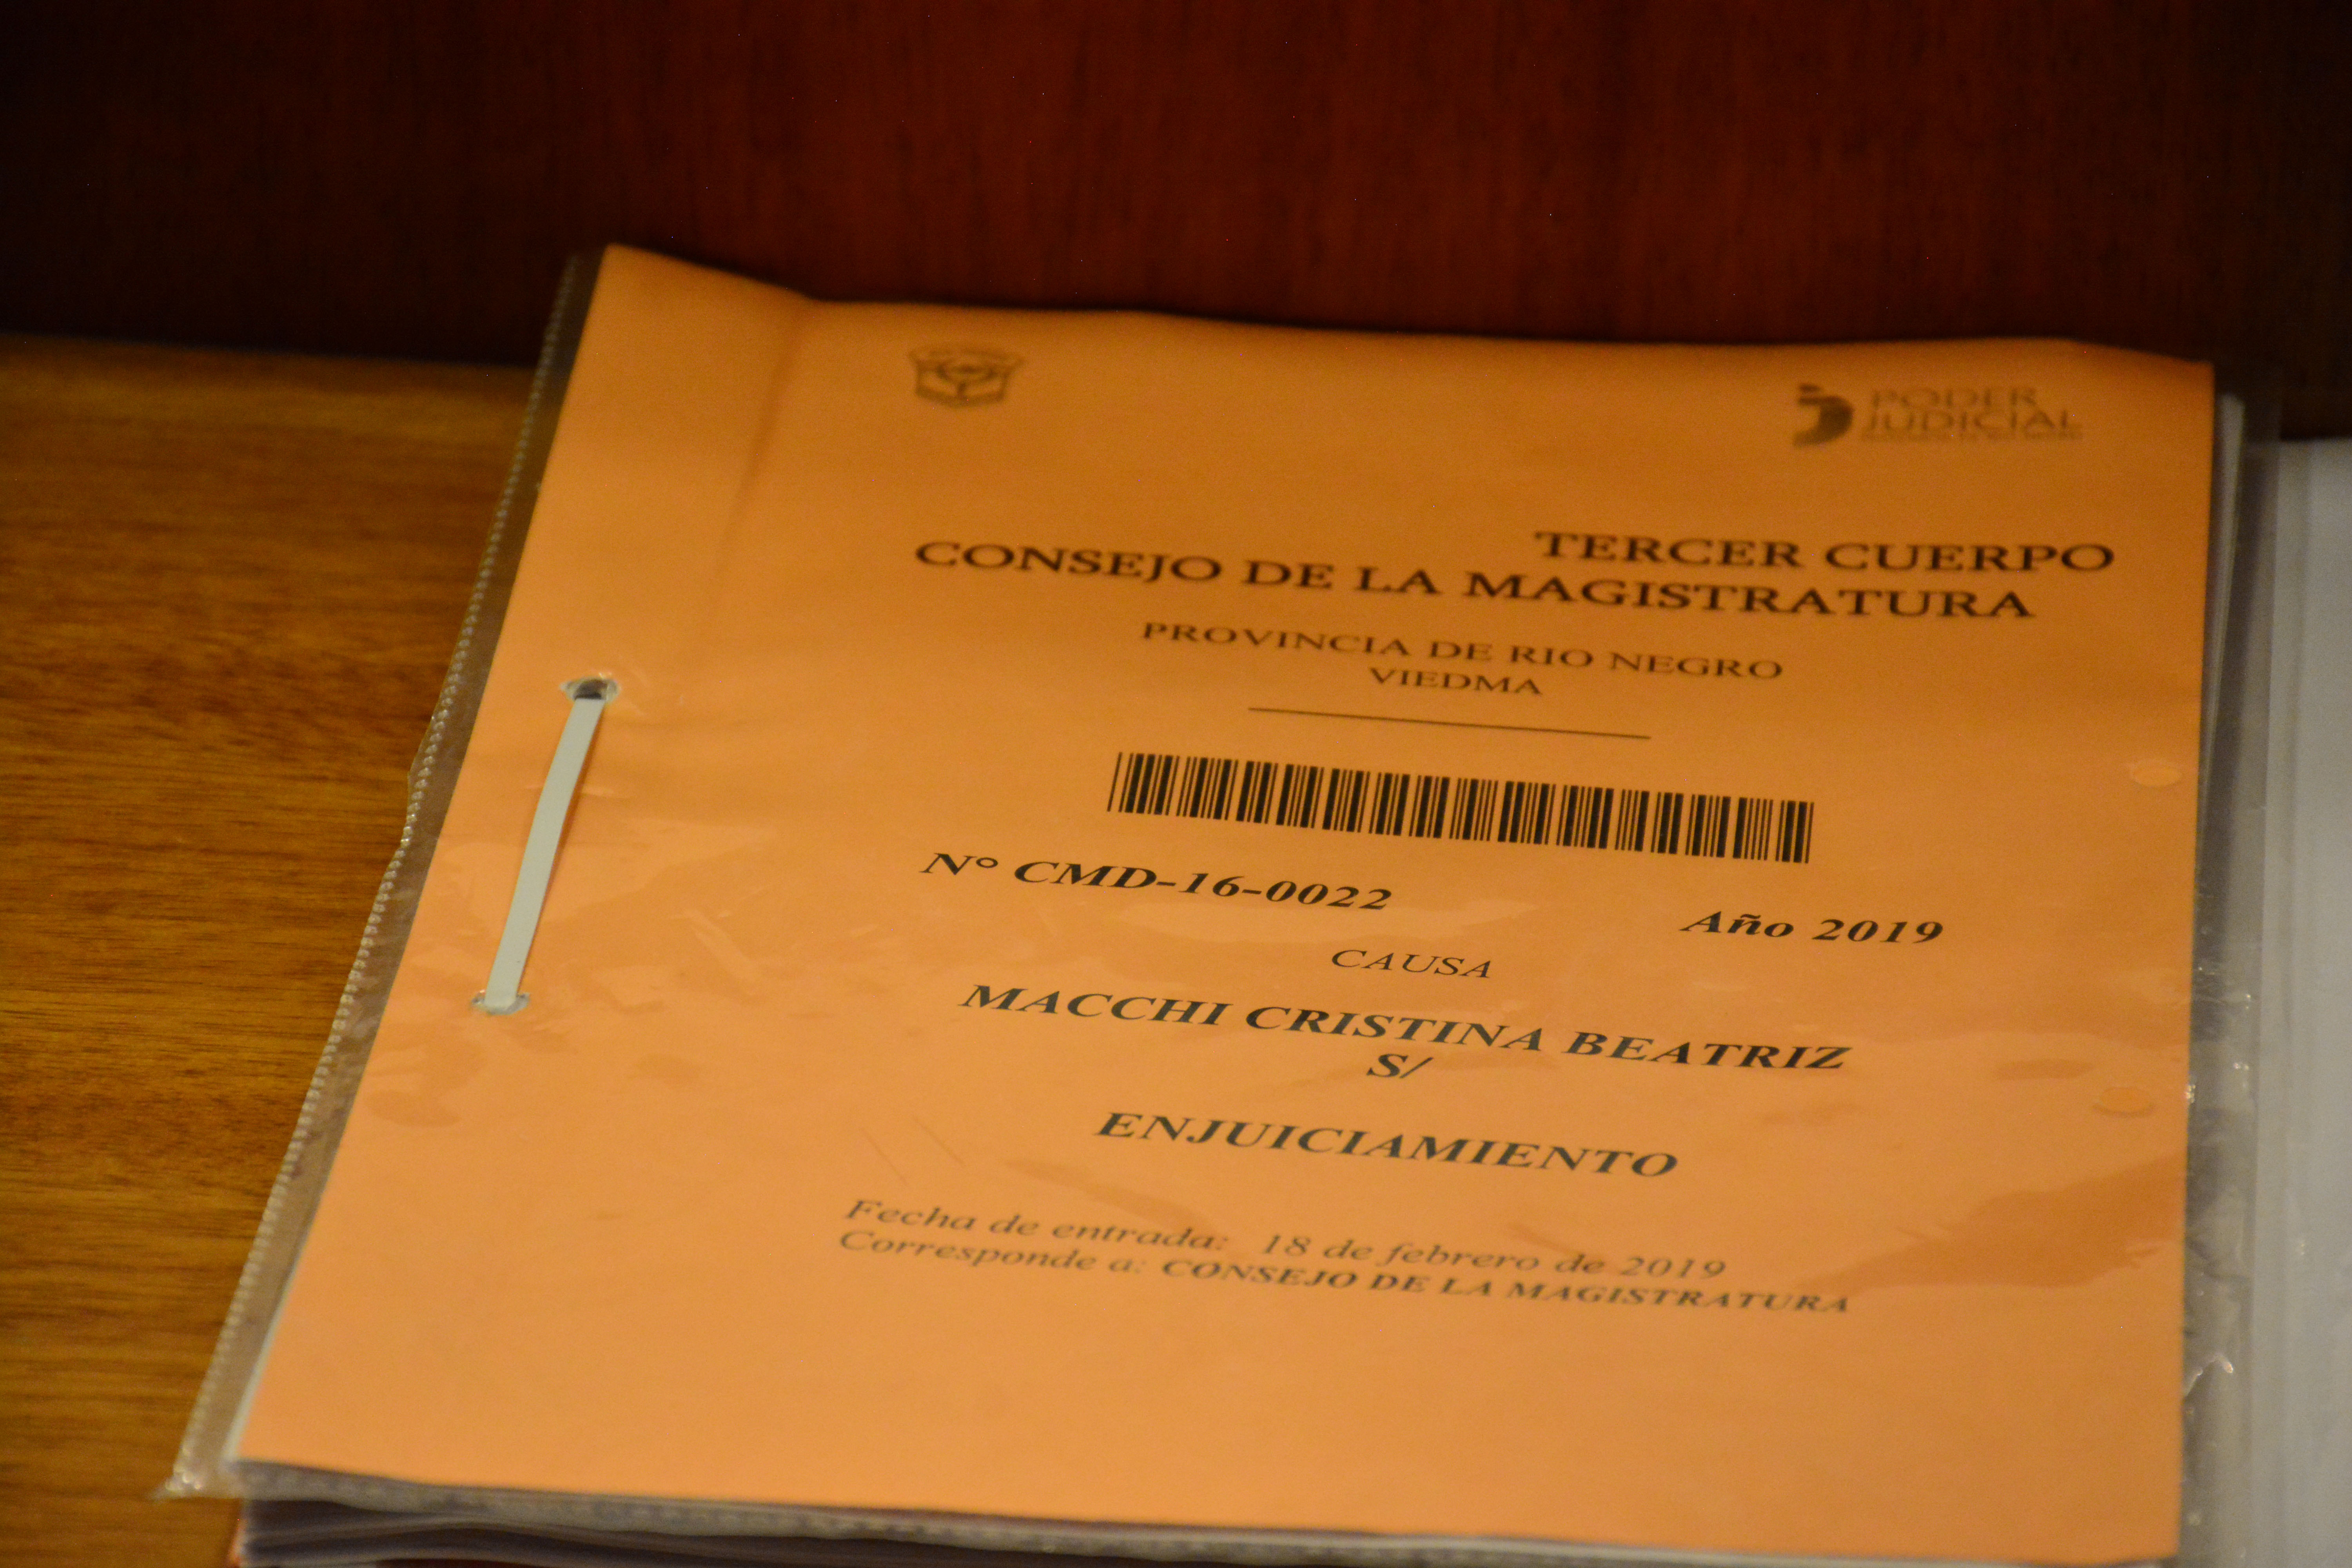 PODER
JUDICIAL
TERCER CUERPO
CONSEJO DE LA MAGISTRATURA
PROVINCIA DE RIO NEGRO
VIEDMA
Nº CMD-16-0022
Año 2019
CAUSA
MACCHI CRISTINA BEATRIZ
S/
ENJUICIAMIENTO
Fecha de entrada: 18 de febrero de 2019
Corresponde a: CONSEJO DE LA MAGISTRATURA